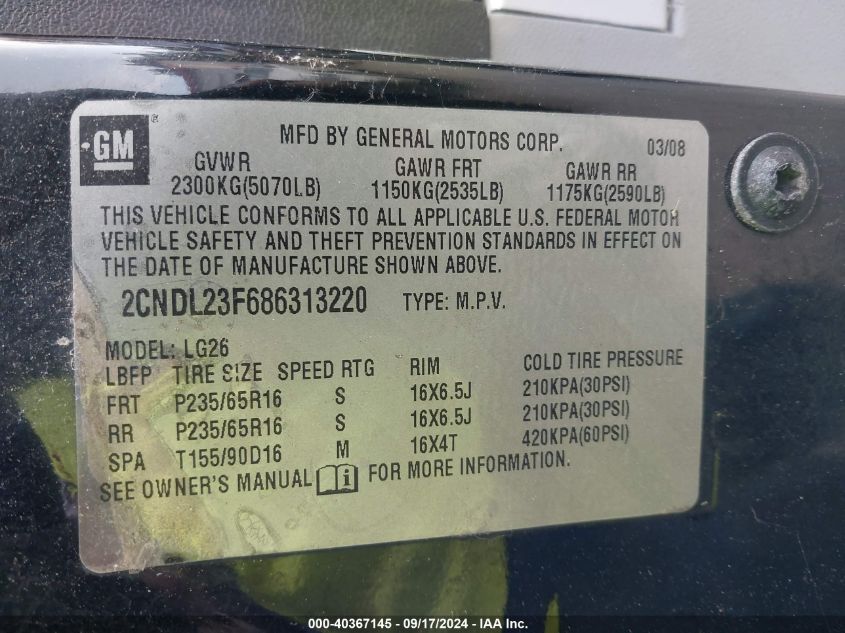 GM
MFD BY GENERAL MOTORS CORP. 03/08
GVWR GAWR FRT GAWR RR
2300KG(5070LB) 1150KG(2535LB) 1175KG(2590LB)
THIS VEHICLE CONFORMS TO ALL APPLICABLE U.S. FEDERAL MOTOR
VEHICLE SAFETY AND THEFT PREVENTION STANDARDS IN EFFECT ON
THE DATE OF MANUFACTURE SHOWN ABOVE.
2CNDL23F686313220 TYPE: M.P.V.
MODEL: LG26
LBFP TIRE SIZE SPEED RTG RIM COLD TIRE PRESSURE
FRT P235/65R16 S 16X6.5J 210KPA(30PSI)
RR P235/65R16 S 16X6.5J 210KPA(30PSI)
SPA T155/90D16 M 16X4T 420KPA(60PSI)
SEE OWNER'S MANUAL i FOR MORE INFORMATION.
000-40367145 - 09/17/2024 - IAA Inc.